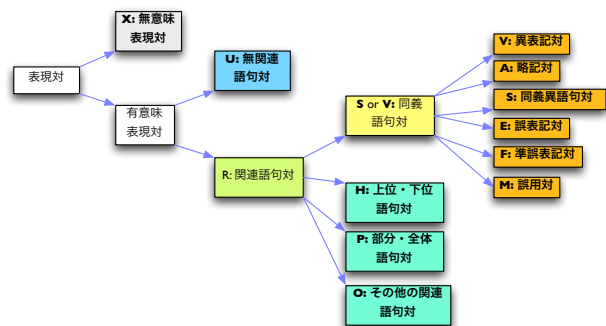 X: 無意味
表現対
表現対
有意味
表現対
U: 無関連
語句対
R: 関連語句対
S or V: 同義
語句対
H: 上位・下位
語句対
P: 部分・全体
語句対
O: その他の関連
語句対
V: 異表記対
A: 略記対
S: 同義異語句対
E: 誤表記対
F: 準誤表記対
M: 誤用対